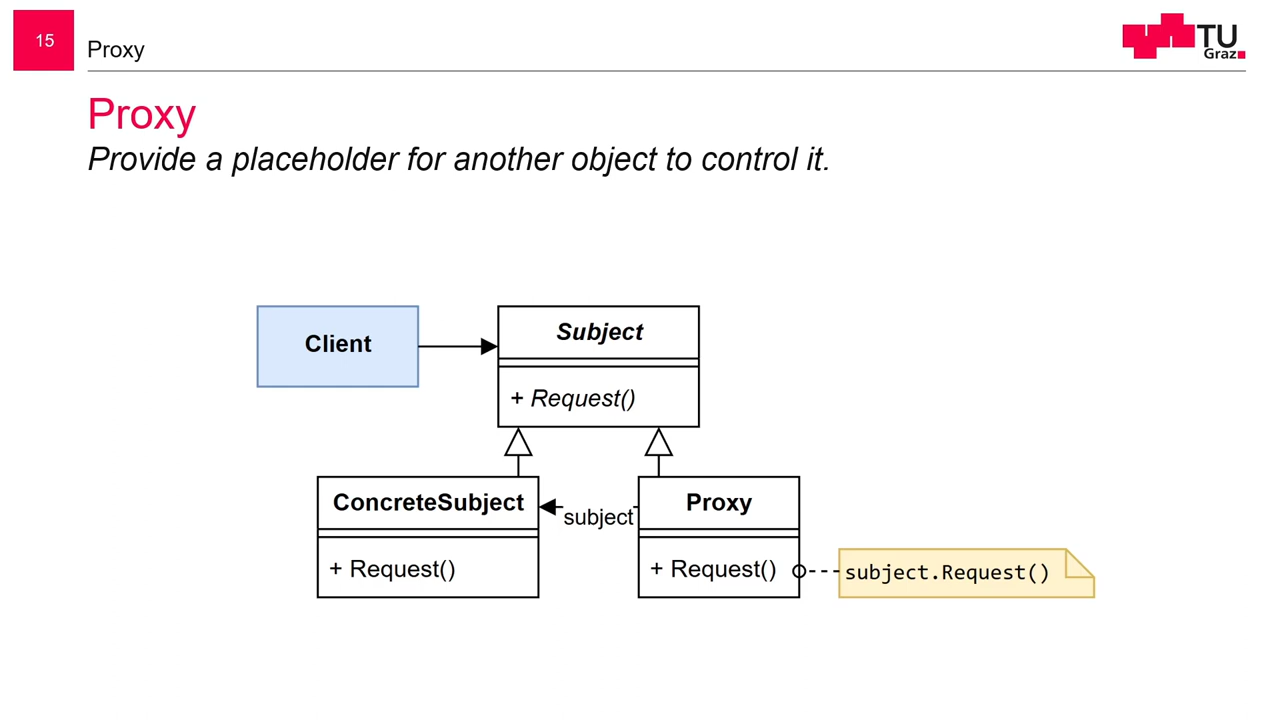 15
Proxy
TU
Graz
Proxy
Provide a placeholder for another object to control it.
Client
Subject
+ Request()
ConcreteSubject
subject
Proxy
+ Request()
+ Request()
subject.Request()